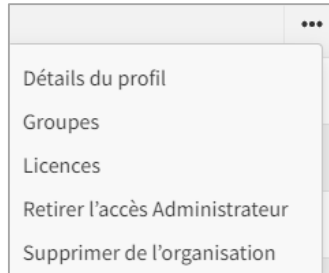 Détails du profil
Groupes
Licences
Retirer l’accès Administrateur
Supprimer de l’organisation